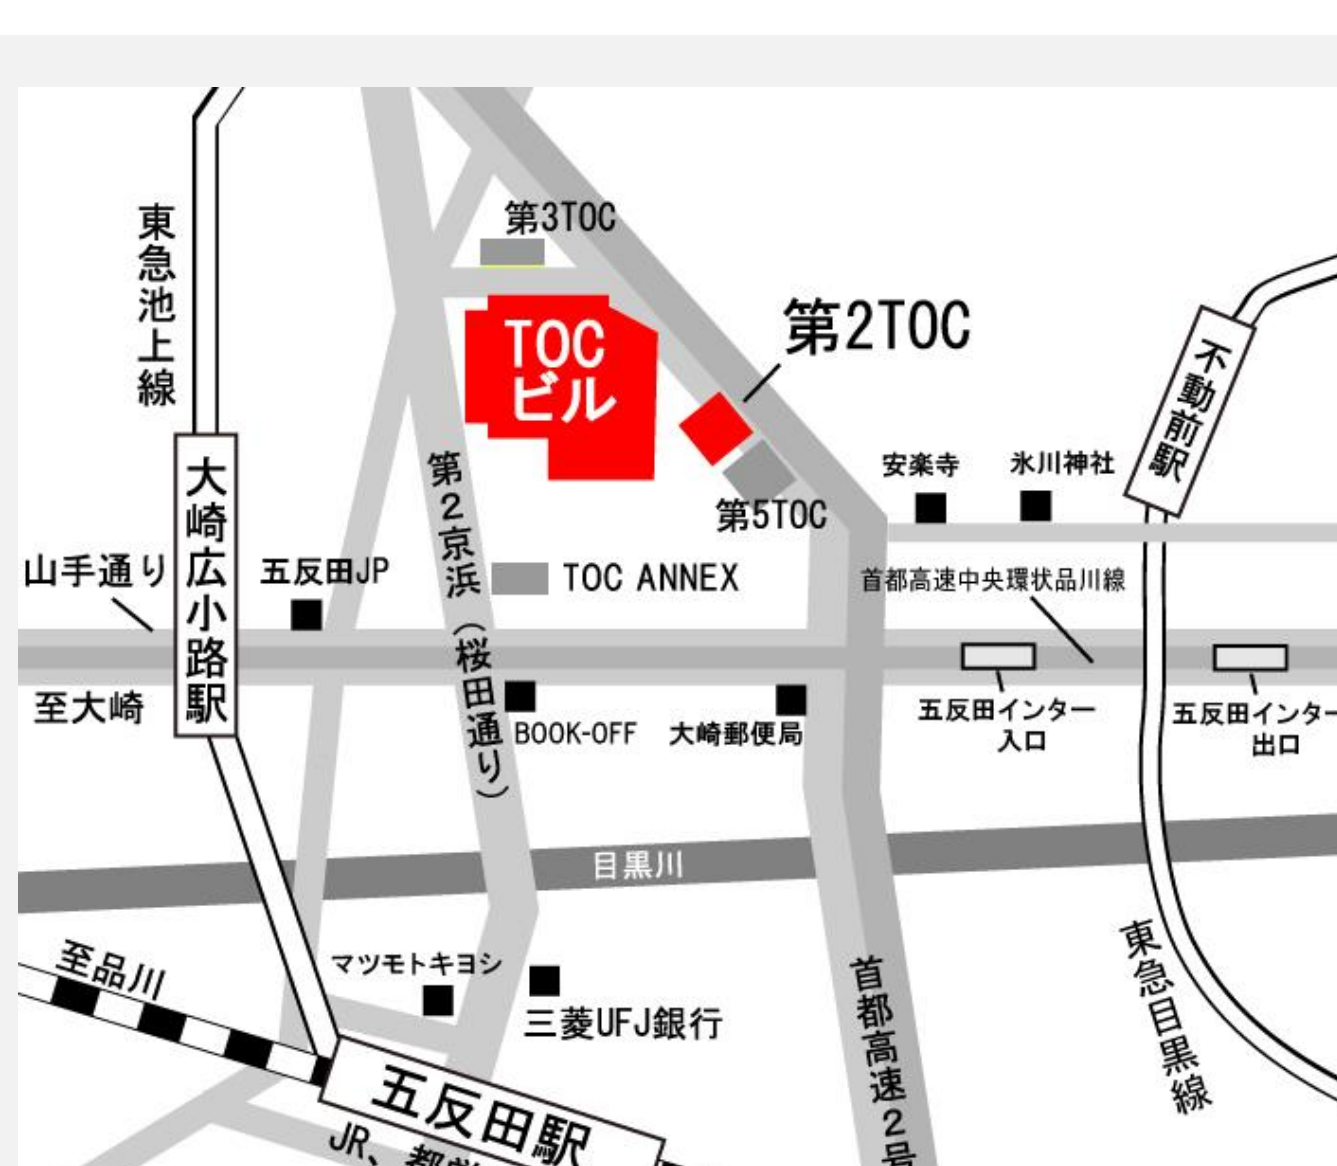 東急池上線
第3TOC
第2TOC
TOC
ビル
不動前駅
安楽寺
氷川神社
大崎広小路駅
第2京浜（桜田通り）
第5TOC
山手通り
五反田JP
TOC ANNEX
首都高速中央環状品川線
至大崎
BOOK-OFF
大崎郵便局
五反田インター
入口
五反田インター
出口
目黒川
至品川
マツモトキヨシ
三菱UFJ銀行
首都高速2号
東急目黒線
五反田駅
JR、都営